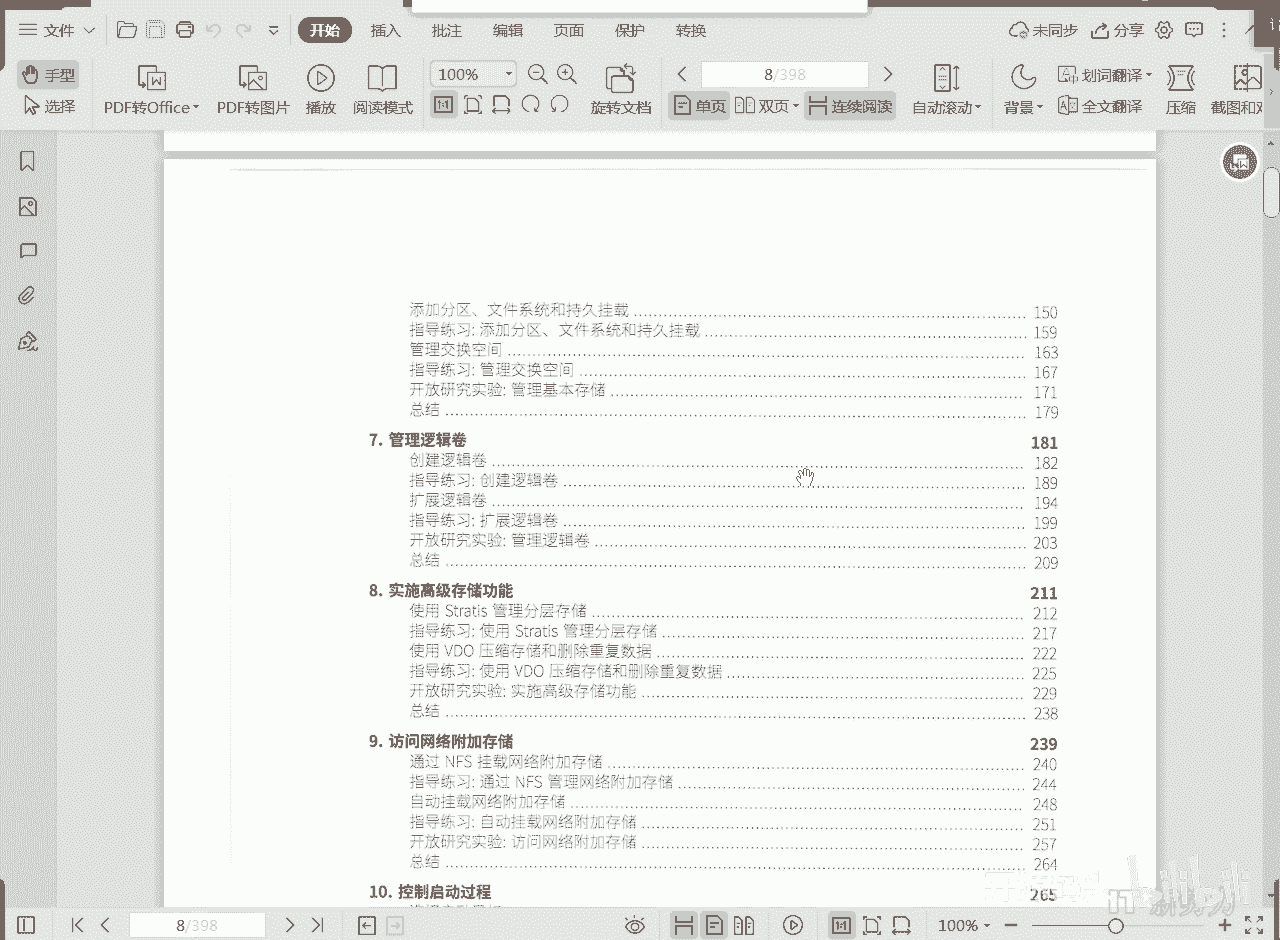 文件
开始
插入
批注
编辑
页面
保护
转换
未同步
分享
手型
选择
PDF转Office
PDF转图片
播放
阅读模式
100%
旋转文档
8/398
单页
双页
连续阅读
自动滚动
背景
划词翻译
全文翻译
压缩
截图和对
添加分区、文件系统和持久挂载 150
指导练习: 添加分区、文件系统和持久挂载 159
管理交换空间 163
指导练习: 管理交换空间 167
开放研究实验: 管理基本存储 171
总结 179
7. 管理逻辑卷 181
创建逻辑卷 182
指导练习: 创建逻辑卷 189
扩展逻辑卷 194
指导练习: 扩展逻辑卷 199
开放研究实验: 管理逻辑卷 203
总结 209
8. 实施高级存储功能 211
使用 Stratis 管理分层存储 212
指导练习: 使用 Stratis 管理分层存储 217
使用 VDO 压缩存储和删除重复数据 222
指导练习: 使用 VDO 压缩存储和删除重复数据 225
开放研究实验: 实施高级存储功能 229
总结 238
9. 访问网络附加存储 239
通过 NFS 挂载网络附加存储 240
指导练习: 通过 NFS 管理网络附加存储 244
自动挂载网络附加存储 248
指导练习: 自动挂载网络附加存储 251
开放研究实验: 访问网络附加存储 257
总结 264
10. 控制启动过程 265
8/398
100%